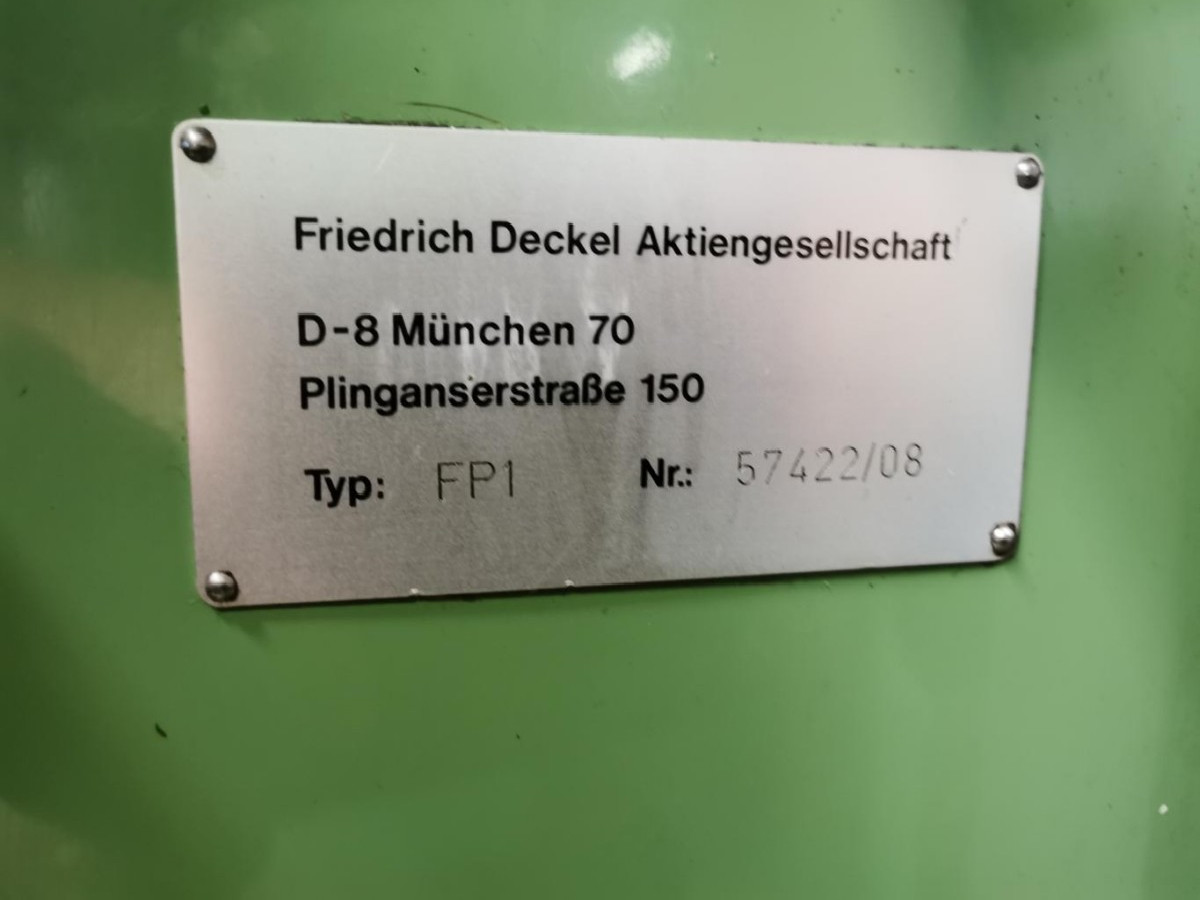 Friedrich Deckel Aktiengesellschaft
D-8 München 70
Plinganserstraße 150
Typ: FP1 Nr.: 57422/08